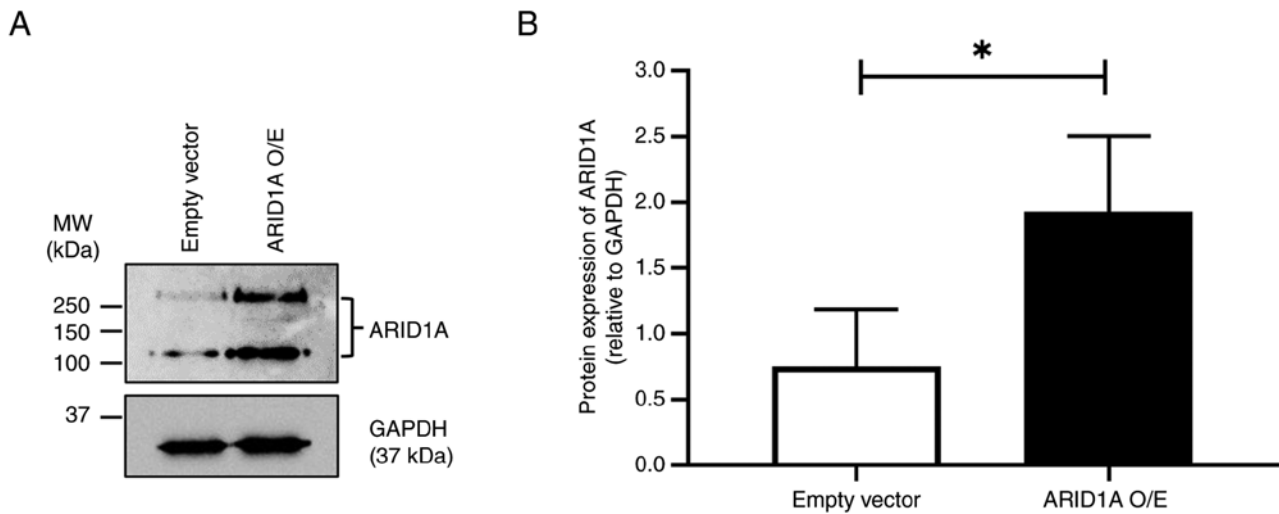 A
Empty vector
ARID1A O/E
MW
(kDa)
250
150
100
ARID1A
37
GAPDH
(37 kDa)
B
*
Protein expression of ARID1A
(relative to GAPDH)
3.0
2.5
2.0
1.5
1.0
0.5
0.0
Empty vector
ARID1A O/E